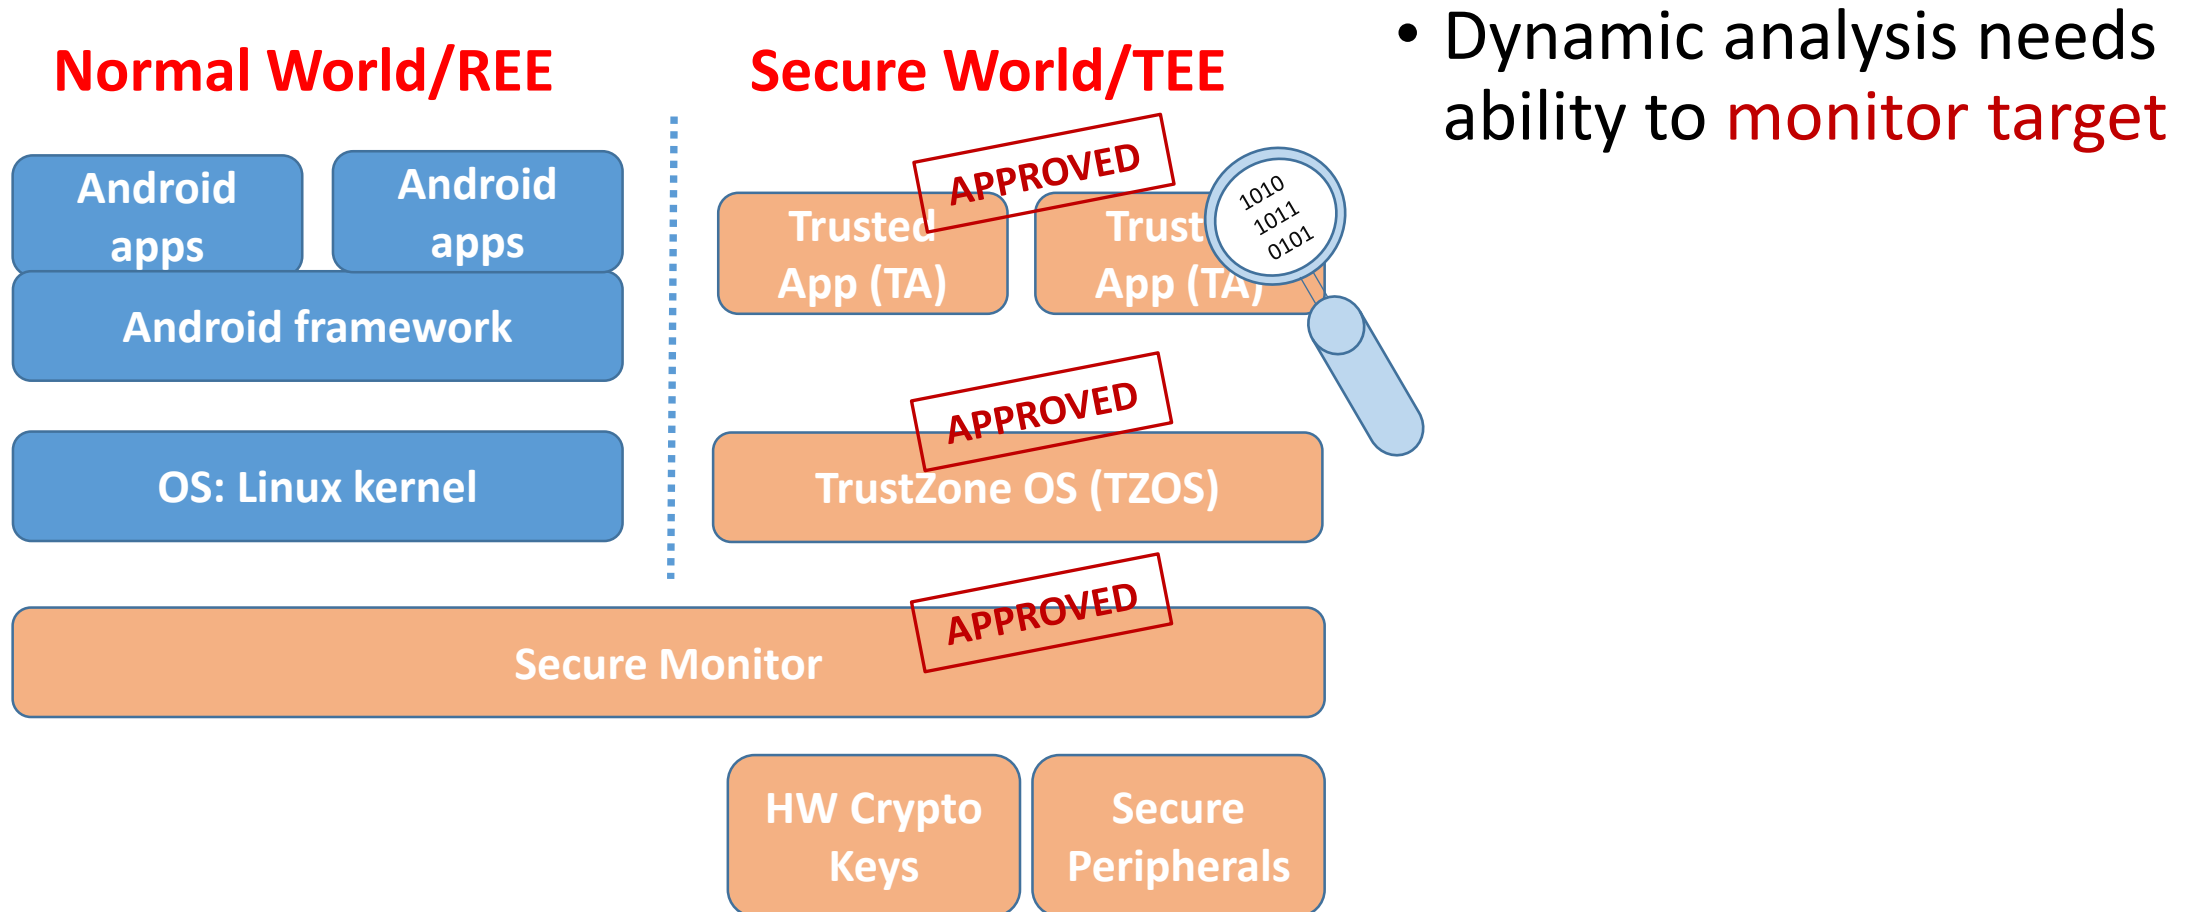 Normal World/REE
Secure World/TEE
• Dynamic analysis needs
ability to monitor target
Android
apps
Android
apps
Android framework
OS: Linux kernel
APPROVED
Trusted
App (TA)
Trust
App (TA)
1010
1011
0101
APPROVED
TrustZone OS (TZOS)
APPROVED
Secure Monitor
HW Crypto
Keys
Secure
Peripherals